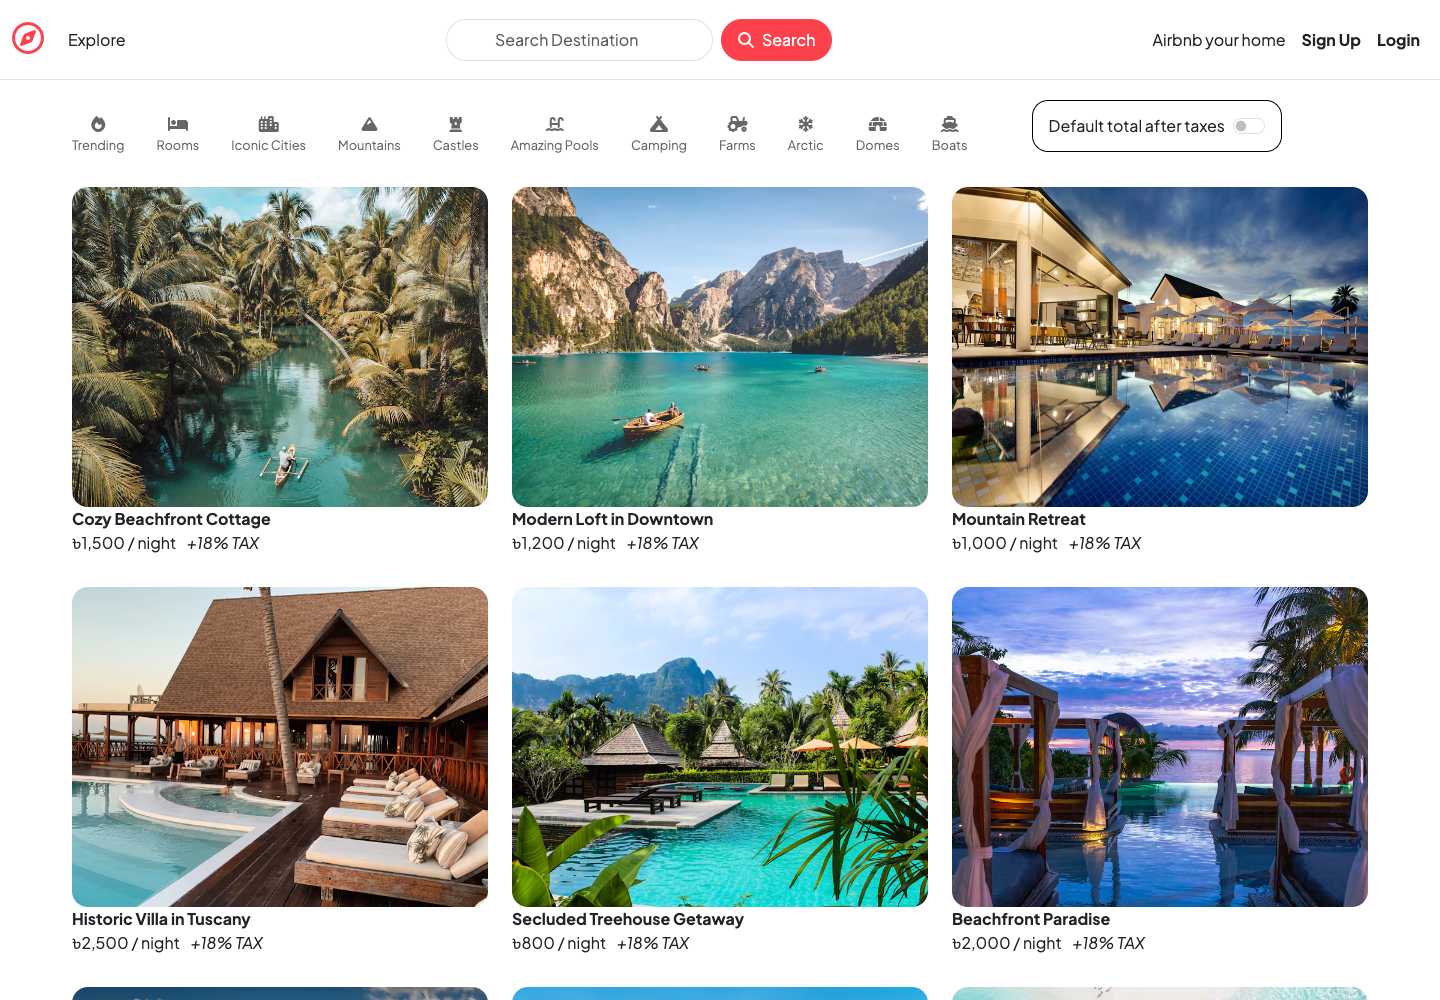 Explore
Search Destination
Search
Airbnb your home
Sign Up
Login
Trending
Rooms
Iconic Cities
Mountains
Castles
Amazing Pools
Camping
Farms
Arctic
Domes
Boats
Default total after taxes
Cozy Beachfront Cottage
৳1,500 / night +18% TAX
Modern Loft in Downtown
৳1,200 / night +18% TAX
Mountain Retreat
৳1,000 / night +18% TAX
Historic Villa in Tuscany
৳2,500 / night +18% TAX
Secluded Treehouse Getaway
৳800 / night +18% TAX
Beachfront Paradise
৳2,000 / night +18% TAX